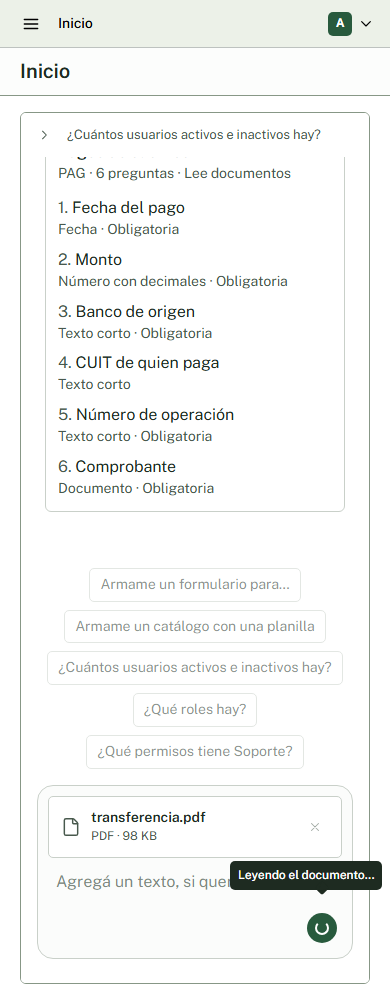 Inicio
A
Inicio
¿Cuántos usuarios activos e inactivos hay?
PAG · 6 preguntas · Lee documentos
1. Fecha del pago
Fecha · Obligatoria
2. Monto
Número con decimales · Obligatoria
3. Banco de origen
Texto corto · Obligatoria
4. CUIT de quien paga
Texto corto
5. Número de operación
Texto corto · Obligatoria
6. Comprobante
Documento · Obligatoria
Armame un formulario para...
Armame un catálogo con una planilla
¿Cuántos usuarios activos e inactivos hay?
¿Qué roles hay?
¿Qué permisos tiene Soporte?
transferencia.pdf
PDF · 98 KB
Leyendo el documento...
Agregá un texto, si